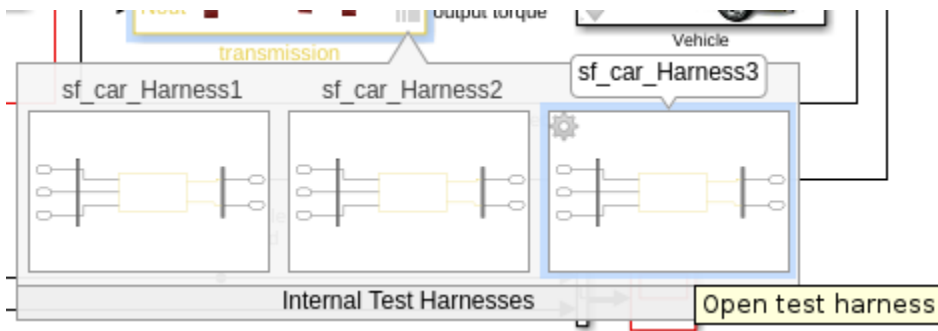 output torque
Vehicle
transmission
sf_car_Harness1
sf_car_Harness2
sf_car_Harness3
Internal Test Harnesses
Open test harness